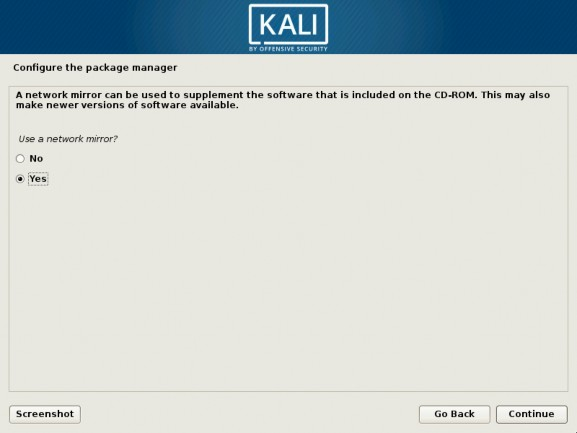 KALI
BY OFFENSIVE SECURITY
Configure the package manager
A network mirror can be used to supplement the software that is included on the CD-ROM. This may also
make newer versions of software available.
Use a network mirror?
No
Yes
Screenshot
Go Back
Continue